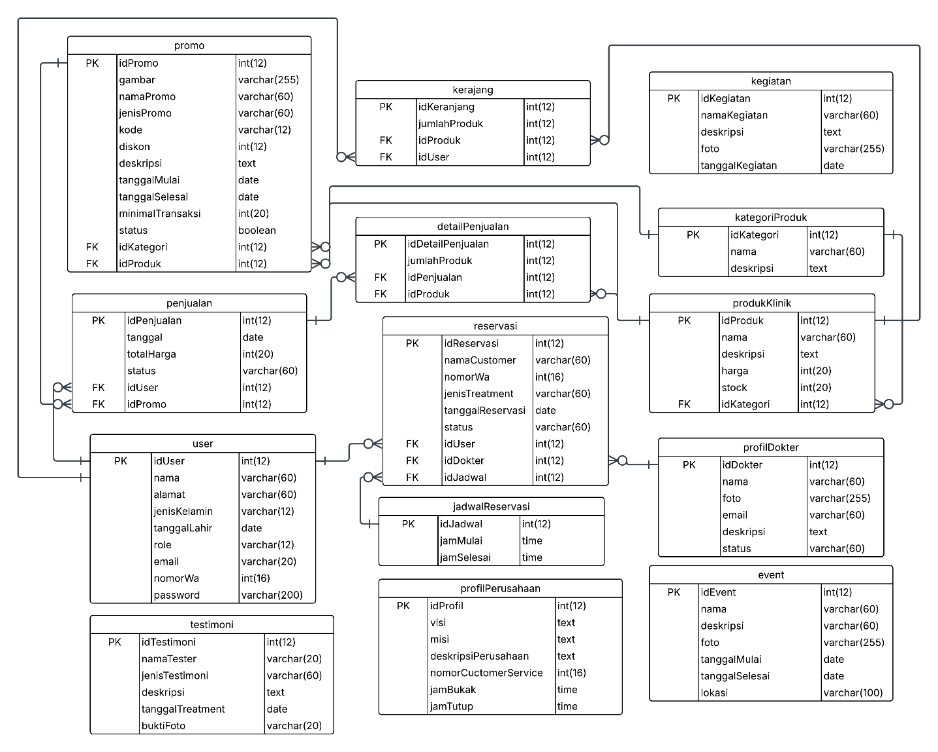 promo
PK idPromo int(12)
gambar varchar(255)
namaPromo varchar(60)
jenisPromo varchar(60)
kode varchar(12)
diskon int(12)
deskripsi text
tanggalMulai date
tanggalSelesai date
minimalTransaksi int(20)
status boolean
FK idKategori int(12)
FK idProduk int(12)
kerajang
PK idKeranjang int(12)
jumlahProduk int(12)
FK idProduk int(12)
FK idUser int(12)
kegiatan
PK idKegiatan int(12)
namaKegiatan varchar(60)
deskripsi text
foto varchar(255)
tanggalKegiatan date
kategoriProduk
PK idKategori int(12)
nama varchar(60)
deskripsi text
detailPenjualan
PK idDetailPenjualan int(12)
jumlahProduk int(12)
FK idPenjualan int(12)
FK idProduk int(12)
penjualan
PK idPenjualan int(12)
tanggal date
totalHarga int(20)
status varchar(60)
FK idUser int(12)
FK idPromo int(12)
produkKlinik
PK idProduk int(12)
nama varchar(60)
deskripsi text
harga int(20)
stock int(20)
FK idKategori int(12)
reservasi
PK idReservasi int(12)
namaCustomer varchar(60)
nomorWa int(16)
jenisTreatment varchar(60)
tanggalReservasi date
status varchar(60)
FK idUser int(12)
FK idDokter int(12)
FK idJadwal int(12)
user
PK idUser int(12)
nama varchar(60)
alamat varchar(60)
jenisKelamin varchar(12)
tanggalLahir date
role varchar(12)
email varchar(20)
nomorWa int(16)
password varchar(200)
profilDokter
PK idDokter int(12)
nama varchar(60)
foto varchar(255)
email varchar(60)
deskripsi text
status varchar(60)
jadwalReservasi
PK idJadwal int(12)
jamMulai time
jamSelesai time
profilPerusahaan
PK idProfil int(12)
visi text
misi text
deskripsiPerusahaan text
nomorCuctomerService int(16)
jamBukak time
jamTutup time
event
PK idEvent int(12)
nama varchar(60)
deskripsi varchar(60)
foto varchar(255)
tanggalMulai date
tanggalSelesai date
lokasi varchar(100)
testimoni
PK idTestimoni int(12)
namaTester varchar(20)
jenisTestimoni varchar(60)
deskripsi text
tanggalTreatment date
buktiFoto varchar(20)